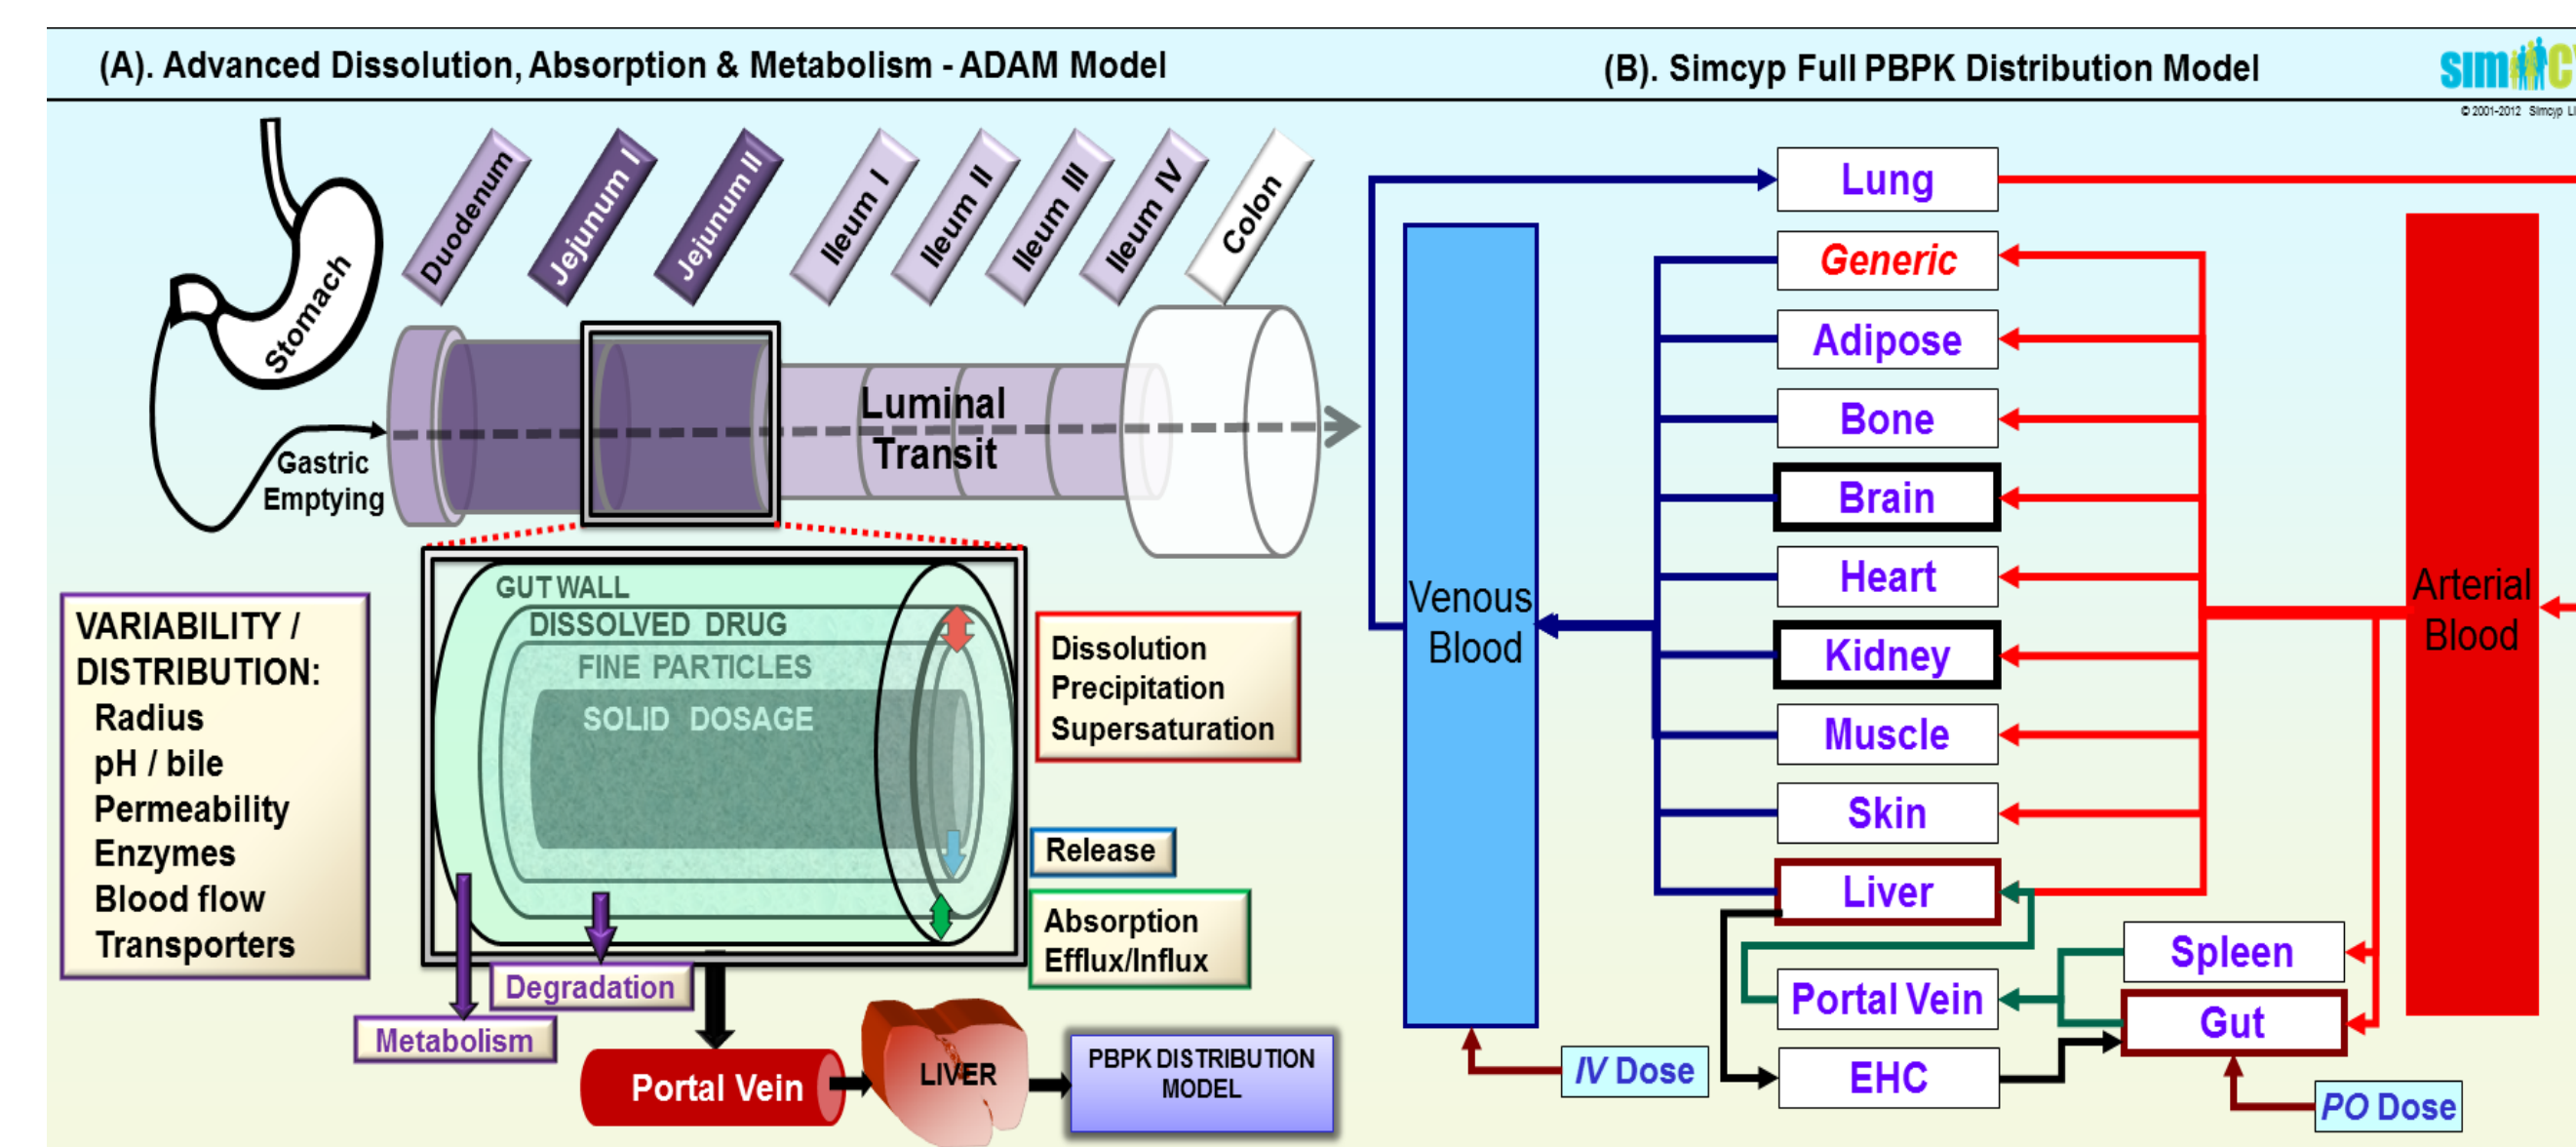 (A). Advanced Dissolution, Absorption & Metabolism - ADAM Model
Stomach
Duodenum
Jejunum I
Jejunum II
Ileum I
Ileum II
Ileum III
Ileum IV
Colon
Gastric
Emptying
Luminal
Transit
VARIABILITY /
DISTRIBUTION:
Radius
pH / bile
Permeability
Enzymes
Blood flow
Transporters
GUT WALL
DISSOLVED DRUG
FINE PARTICLES
SOLID DOSAGE
Dissolution
Precipitation
Supersaturation
Release
Absorption
Efflux/Influx
Degradation
Metabolism
Portal Vein
LIVER
PBPK DISTRIBUTION
MODEL
(B). Simcyp Full PBPK Distribution Model
© 2001-2012 Simcyp
Venous
Blood
Lung
Generic
Adipose
Bone
Brain
Heart
Kidney
Muscle
Skin
Liver
Portal Vein
EHC
Spleen
Gut
Arterial
Blood
IV Dose
PO Dose